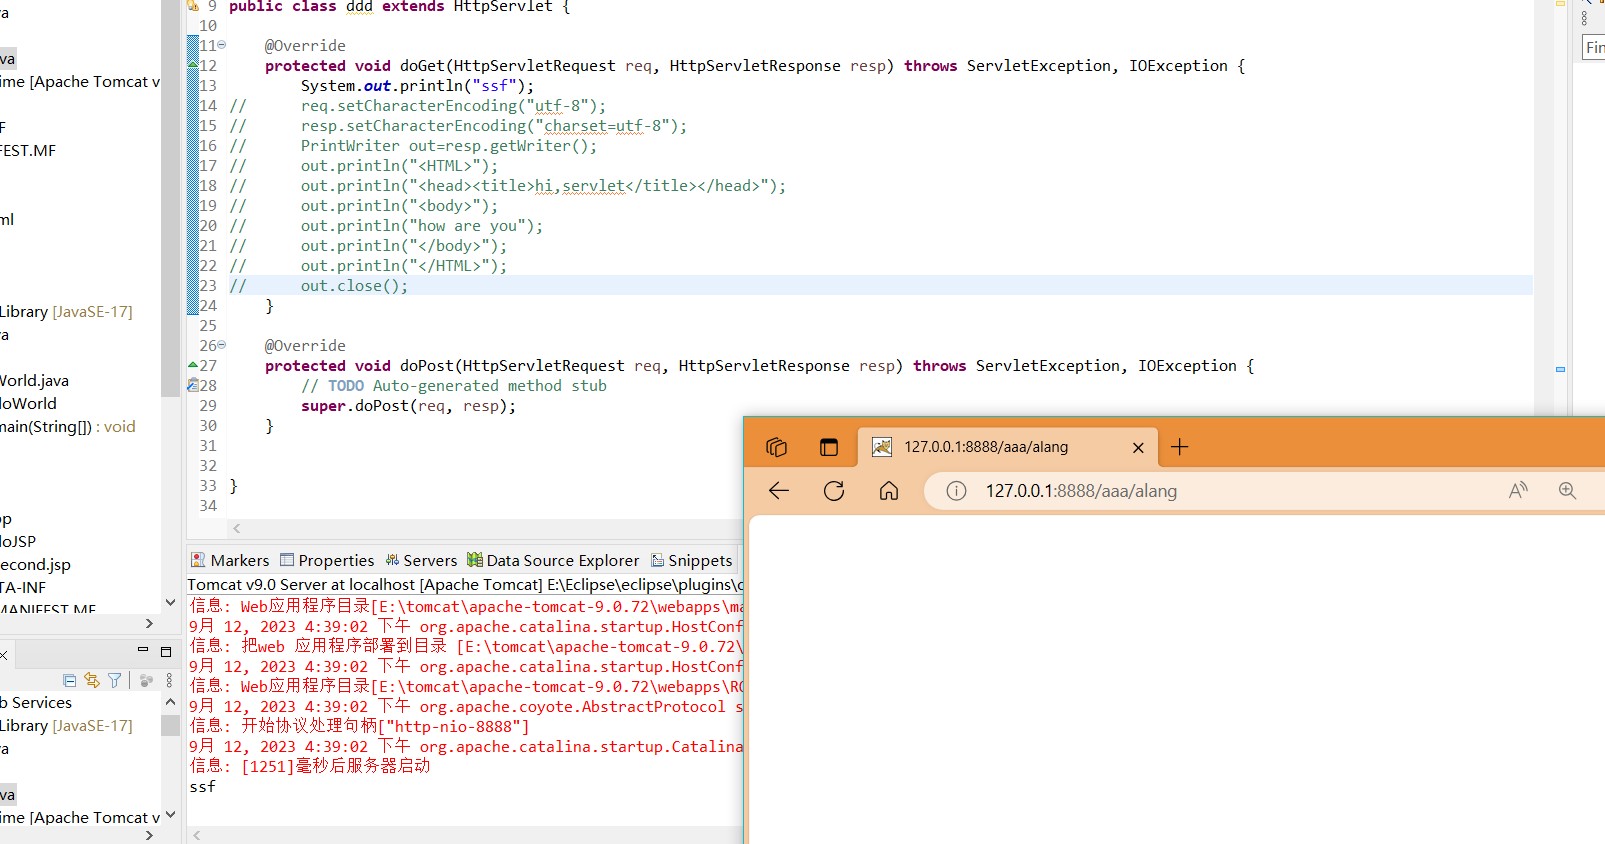 va
va
ime [Apache Tomcat v
F
FEST.MF
ml
Library [JavaSE-17]
va
World.java
loWorld
main(String[]) : void
pp
loJSP
econd.jsp
TA-INF
MANIFEST.MF
b Services
Library [JavaSE-17]
va
va
ime [Apache Tomcat v
9 public class ddd extends HttpServlet {
10
11 @Override
12 protected void doGet(HttpServletRequest req, HttpServletResponse resp) throws ServletException, IOException {
13 System.out.println("ssf");
14 // req.setCharacterEncoding("utf-8");
15 // resp.setCharacterEncoding("charset=utf-8");
16 // PrintWriter out=resp.getWriter();
17 // out.println("<HTML>");
18 // out.println("<head><title>hi,servlet</title></head>");
19 // out.println("<body>");
20 // out.println("how are you");
21 // out.println("</body>");
22 // out.println("</HTML>");
23 // out.close();
24 }
25
26 @Override
27 protected void doPost(HttpServletRequest req, HttpServletResponse resp) throws ServletException, IOException {
28 // TODO Auto-generated method stub
29 super.doPost(req, resp);
30 }
31
32
33 }
34
Fin
Markers Properties Servers Data Source Explorer Snippets
Tomcat v9.0 Server at localhost [Apache Tomcat] E:\Eclipse\eclipse\plugins\o
信息: Web应用程序目录[E:\tomcat\apache-tomcat-9.0.72\webapps\ma
9月 12, 2023 4:39:02 下午 org.apache.catalina.startup.HostConf
信息: 把web 应用程序部署到目录 [E:\tomcat\apache-tomcat-9.0.72\
9月 12, 2023 4:39:02 下午 org.apache.catalina.startup.HostConf
信息: Web应用程序目录[E:\tomcat\apache-tomcat-9.0.72\webapps\RO
9月 12, 2023 4:39:02 下午 org.apache.coyote.AbstractProtocol s
信息: 开始协议处理句柄["http-nio-8888"]
9月 12, 2023 4:39:02 下午 org.apache.catalina.startup.Catalina
信息: [1251]毫秒后服务器启动
ssf
127.0.0.1:8888/aaa/alang
127.0.0.1:8888/aaa/alang